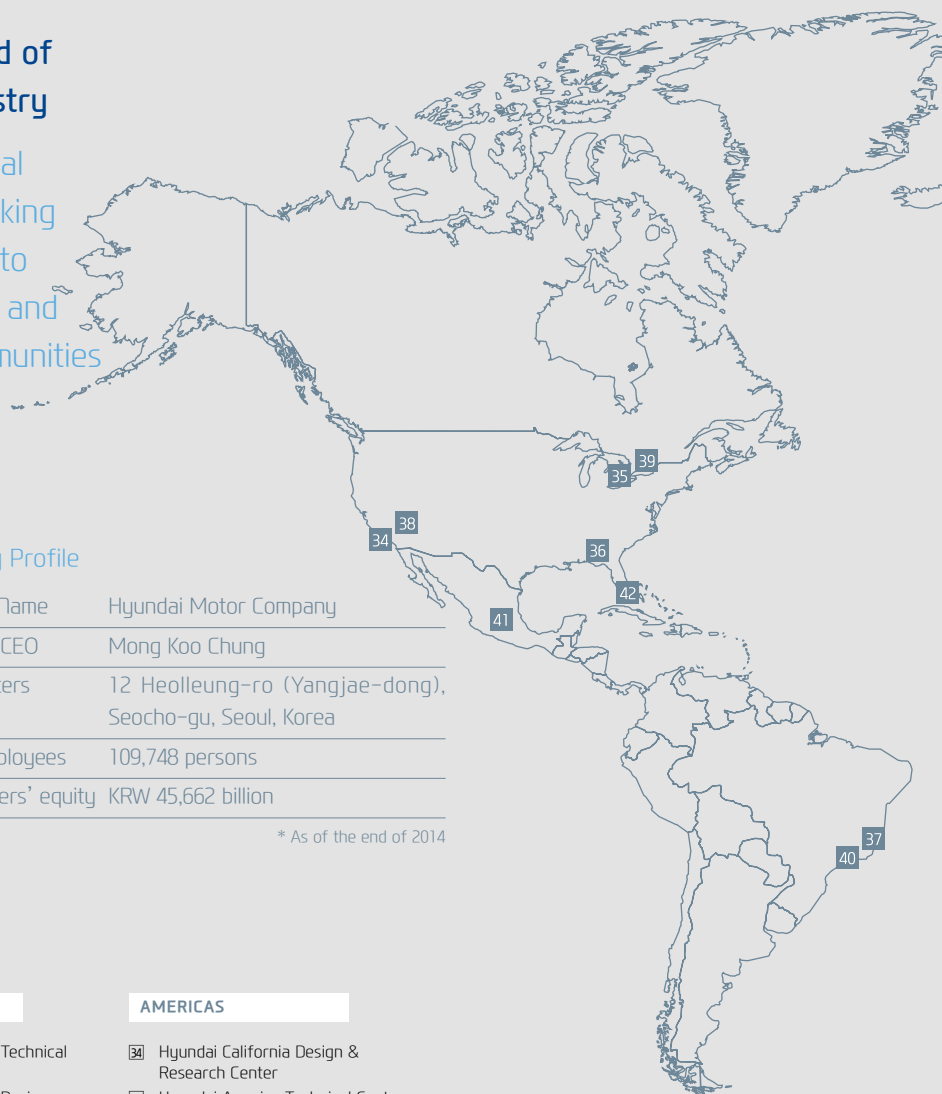 d of
stry
al
king
to
and
munities
39
35
38
34
36
42
41
Profile
Name Hyundai Motor Company
CEO Mong Koo Chung
ters 12 Heolleung-ro (Yangjae-dong),
Seocho-gu, Seoul, Korea
ployees 109,748 persons
ers’ equity KRW 45,662 billion
* As of the end of 2014
37
40
AMERICAS
Technical
34 Hyundai California Design &
Research Center